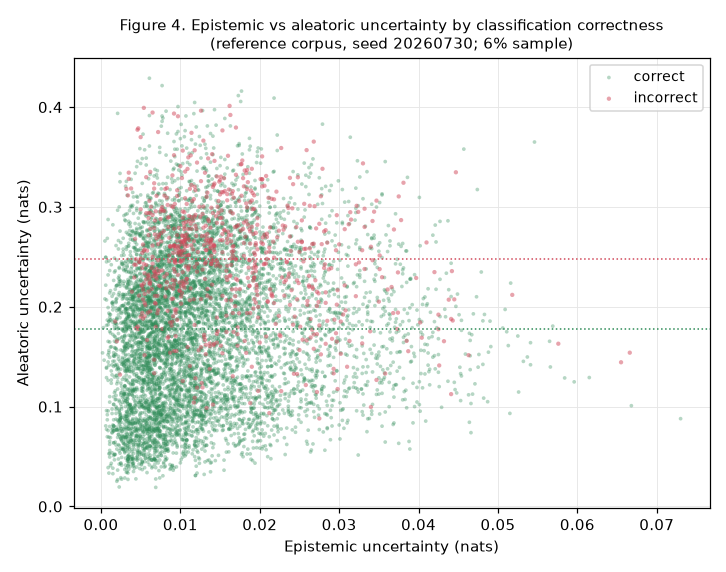 Figure 4. Epistemic vs aleatoric uncertainty by classification correctness
(reference corpus, seed 20260730; 6% sample)
correct
incorrect
Aleatoric uncertainty (nats)
0.4
0.3
0.2
0.1
0.0
0.00 0.01 0.02 0.03 0.04 0.05 0.06 0.07
Epistemic uncertainty (nats)